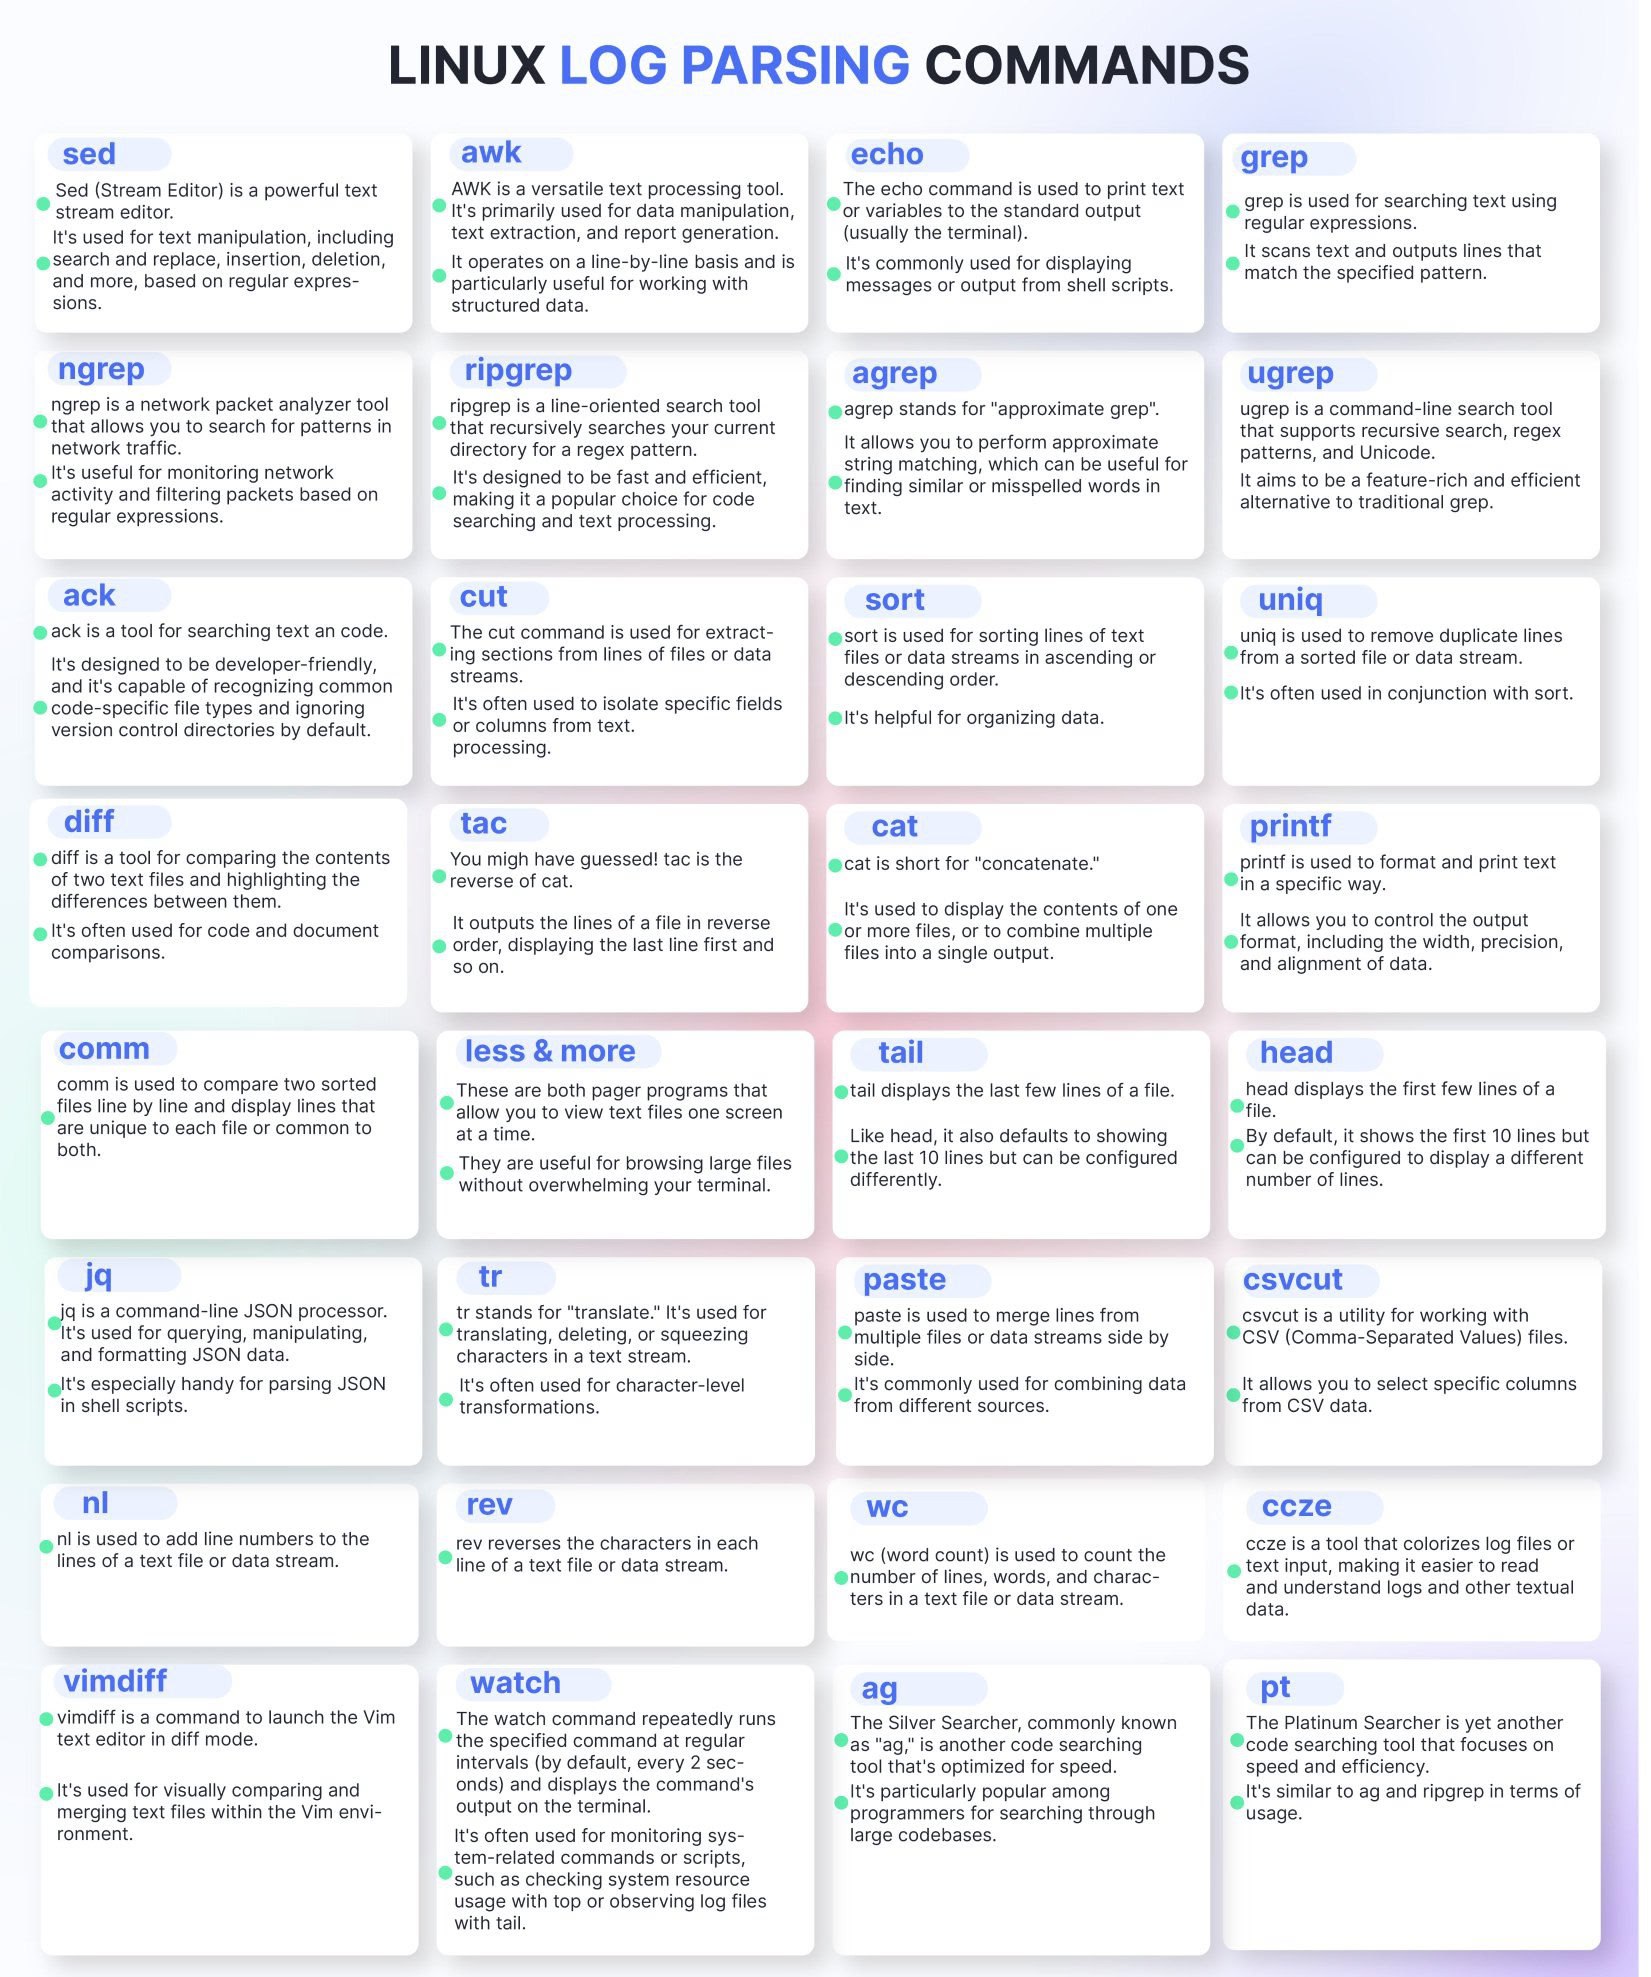 LINUX LOG PARSING COMMANDS
sed
Sed (Stream Editor) is a powerful text
stream editor.
It's used for text manipulation, including
search and replace, insertion, deletion,
and more, based on regular expres-
sions.
awk
AWK is a versatile text processing tool.
It's primarily used for data manipulation,
text extraction, and report generation.
It operates on a line-by-line basis and is
particularly useful for working with
structured data.
echo
The echo command is used to print text
or variables to the standard output
(usually the terminal).
It's commonly used for displaying
messages or output from shell scripts.
grep
grep is used for searching text using
regular expressions.
It scans text and outputs lines that
match the specified pattern.
ngrep
ngrep is a network packet analyzer tool
that allows you to search for patterns in
network traffic.
It's useful for monitoring network
activity and filtering packets based on
regular expressions.
ripgrep
ripgrep is a line-oriented search tool
that recursively searches your current
directory for a regex pattern.
It's designed to be fast and efficient,
making it a popular choice for code
searching and text processing.
agrep
agrep stands for "approximate grep".
It allows you to perform approximate
string matching, which can be useful for
finding similar or misspelled words in
text.
ugrep
ugrep is a command-line search tool
that supports recursive search, regex
patterns, and Unicode.
It aims to be a feature-rich and efficient
alternative to traditional grep.
ack
ack is a tool for searching text an code.
It's designed to be developer-friendly,
and it's capable of recognizing common
code-specific file types and ignoring
version control directories by default.
cut
The cut command is used for extract-
ing sections from lines of files or data
streams.
It's often used to isolate specific fields
or columns from text.
processing.
sort
sort is used for sorting lines of text
files or data streams in ascending or
descending order.
It's helpful for organizing data.
uniq
uniq is used to remove duplicate lines
from a sorted file or data stream.
It's often used in conjunction with sort.
diff
diff is a tool for comparing the contents
of two text files and highlighting the
differences between them.
It's often used for code and document
comparisons.
tac
You migh have guessed! tac is the
reverse of cat.
It outputs the lines of a file in reverse
order, displaying the last line first and
so on.
cat
cat is short for "concatenate."
It's used to display the contents of one
or more files, or to combine multiple
files into a single output.
printf
printf is used to format and print text
in a specific way.
It allows you to control the output
format, including the width, precision,
and alignment of data.
comm
comm is used to compare two sorted
files line by line and display lines that
are unique to each file or common to
both.
less & more
These are both pager programs that
allow you to view text files one screen
at a time.
They are useful for browsing large files
without overwhelming your terminal.
tail
tail displays the last few lines of a file.
Like head, it also defaults to showing
the last 10 lines but can be configured
differently.
head
head displays the first few lines of a
file.
By default, it shows the first 10 lines but
can be configured to display a different
number of lines.
jq
jq is a command-line JSON processor.
It's used for querying, manipulating,
and formatting JSON data.
It's especially handy for parsing JSON
in shell scripts.
tr
tr stands for "translate." It's used for
translating, deleting, or squeezing
characters in a text stream.
It's often used for character-level
transformations.
paste
paste is used to merge lines from
multiple files or data streams side by
side.
It's commonly used for combining data
from different sources.
csvcut
csvcut is a utility for working with
CSV (Comma-Separated Values) files.
It allows you to select specific columns
from CSV data.
nl
nl is used to add line numbers to the
lines of a text file or data stream.
rev
rev reverses the characters in each
line of a text file or data stream.
wc
wc (word count) is used to count the
number of lines, words, and charac-
ters in a text file or data stream.
ccze
ccze is a tool that colorizes log files or
text input, making it easier to read
and understand logs and other textual
data.
vimdiff
vimdiff is a command to launch the Vim
text editor in diff mode.
It's used for visually comparing and
merging text files within the Vim envi-
ronment.
watch
The watch command repeatedly runs
the specified command at regular
intervals (by default, every 2 sec-
onds) and displays the command's
output on the terminal.
It's often used for monitoring sys-
tem-related commands or scripts,
such as checking system resource
usage with top or observing log files
with tail.
ag
The Silver Searcher, commonly known
as "ag," is another code searching
tool that's optimized for speed.
It's particularly popular among
programmers for searching through
large codebases.
pt
The Platinum Searcher is yet another
code searching tool that focuses on
speed and efficiency.
It's similar to ag and ripgrep in terms of
usage.